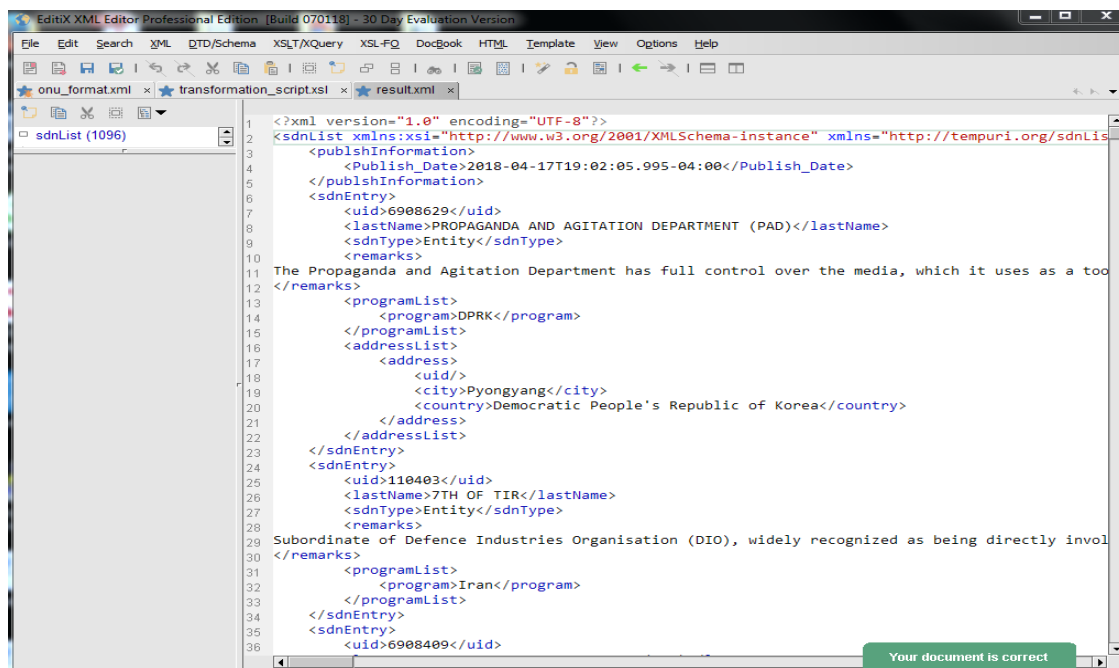 EditiX XML Editor Professional Edition [Build 070118] - 30 Day Evaluation Version
File Edit Search XML DTD/Schema XSLT/XQuery XSL-FO DocBook HTML Template View Options Help
onu_format.xml × transformation_script.xsl × result.xml ×
sdnList (1096)
1 <?xml version="1.0" encoding="UTF-8"?>
2 <sdnList xmlns:xsi="http://www.w3.org/2001/XMLSchema-instance" xmlns="http://tempuri.org/sdnLis
3 <publshInformation>
4 <Publish_Date>2018-04-17T19:02:05.995-04:00</Publish_Date>
5 </publshInformation>
6 <sdnEntry>
7 <uid>6908629</uid>
8 <lastName>PROPAGANDA AND AGITATION DEPARTMENT (PAD)</lastName>
9 <sdnType>Entity</sdnType>
10 <remarks>
11 The Propaganda and Agitation Department has full control over the media, which it uses as a too
12 </remarks>
13 <programList>
14 <program>DPRK</program>
15 </programList>
16 <addressList>
17 <address>
18 <uid/>
19 <city>Pyongyang</city>
20 <country>Democratic People's Republic of Korea</country>
21 </address>
22 </addressList>
23 </sdnEntry>
24 <sdnEntry>
25 <uid>110403</uid>
26 <lastName>7TH OF TIR</lastName>
27 <sdnType>Entity</sdnType>
28 <remarks>
29 Subordinate of Defence Industries Organisation (DIO), widely recognized as being directly invol
30 </remarks>
31 <programList>
32 <program>Iran</program>
33 </programList>
34 </sdnEntry>
35 <sdnEntry>
36 <uid>6908409</uid>
Your document is correct